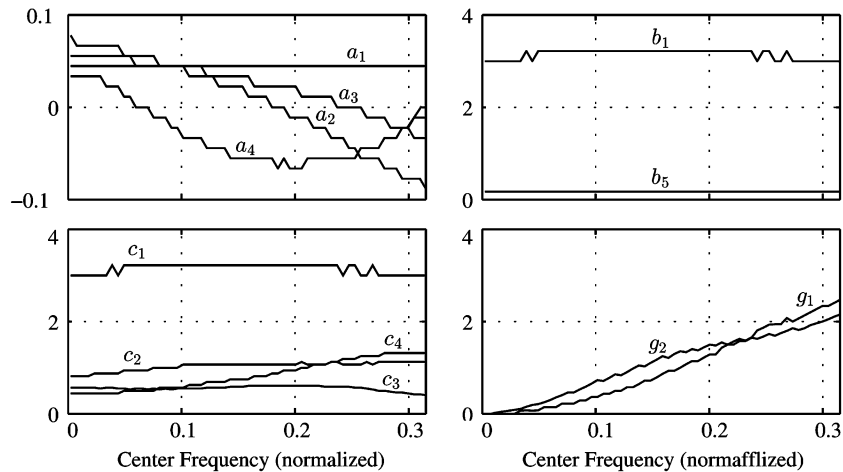 0.1
0
−0.1
a1
a3
a2
a4
4
2
0
b1
b5
4
2
0
c1
c2
c4
c3
0
0.1
0.2
0.3
Center Frequency (normalized)
4
2
0
g1
g2
0
0.1
0.2
0.3
Center Frequency (normafflized)